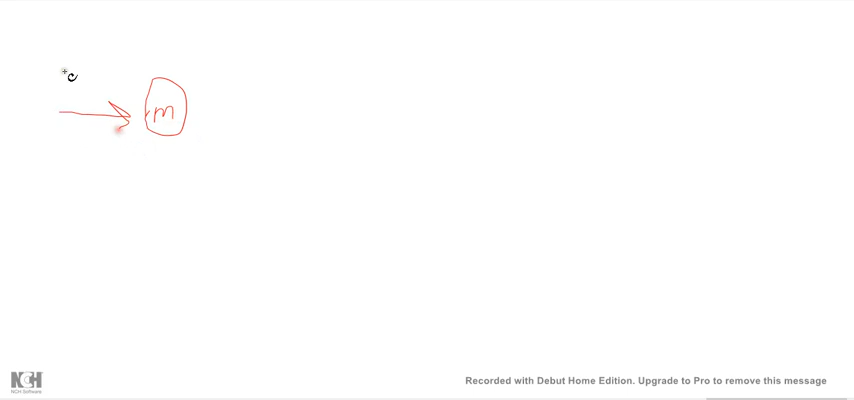 m
NCH
NCH Software
Recorded with Debut Home Edition. Upgrade to Pro to remove this message